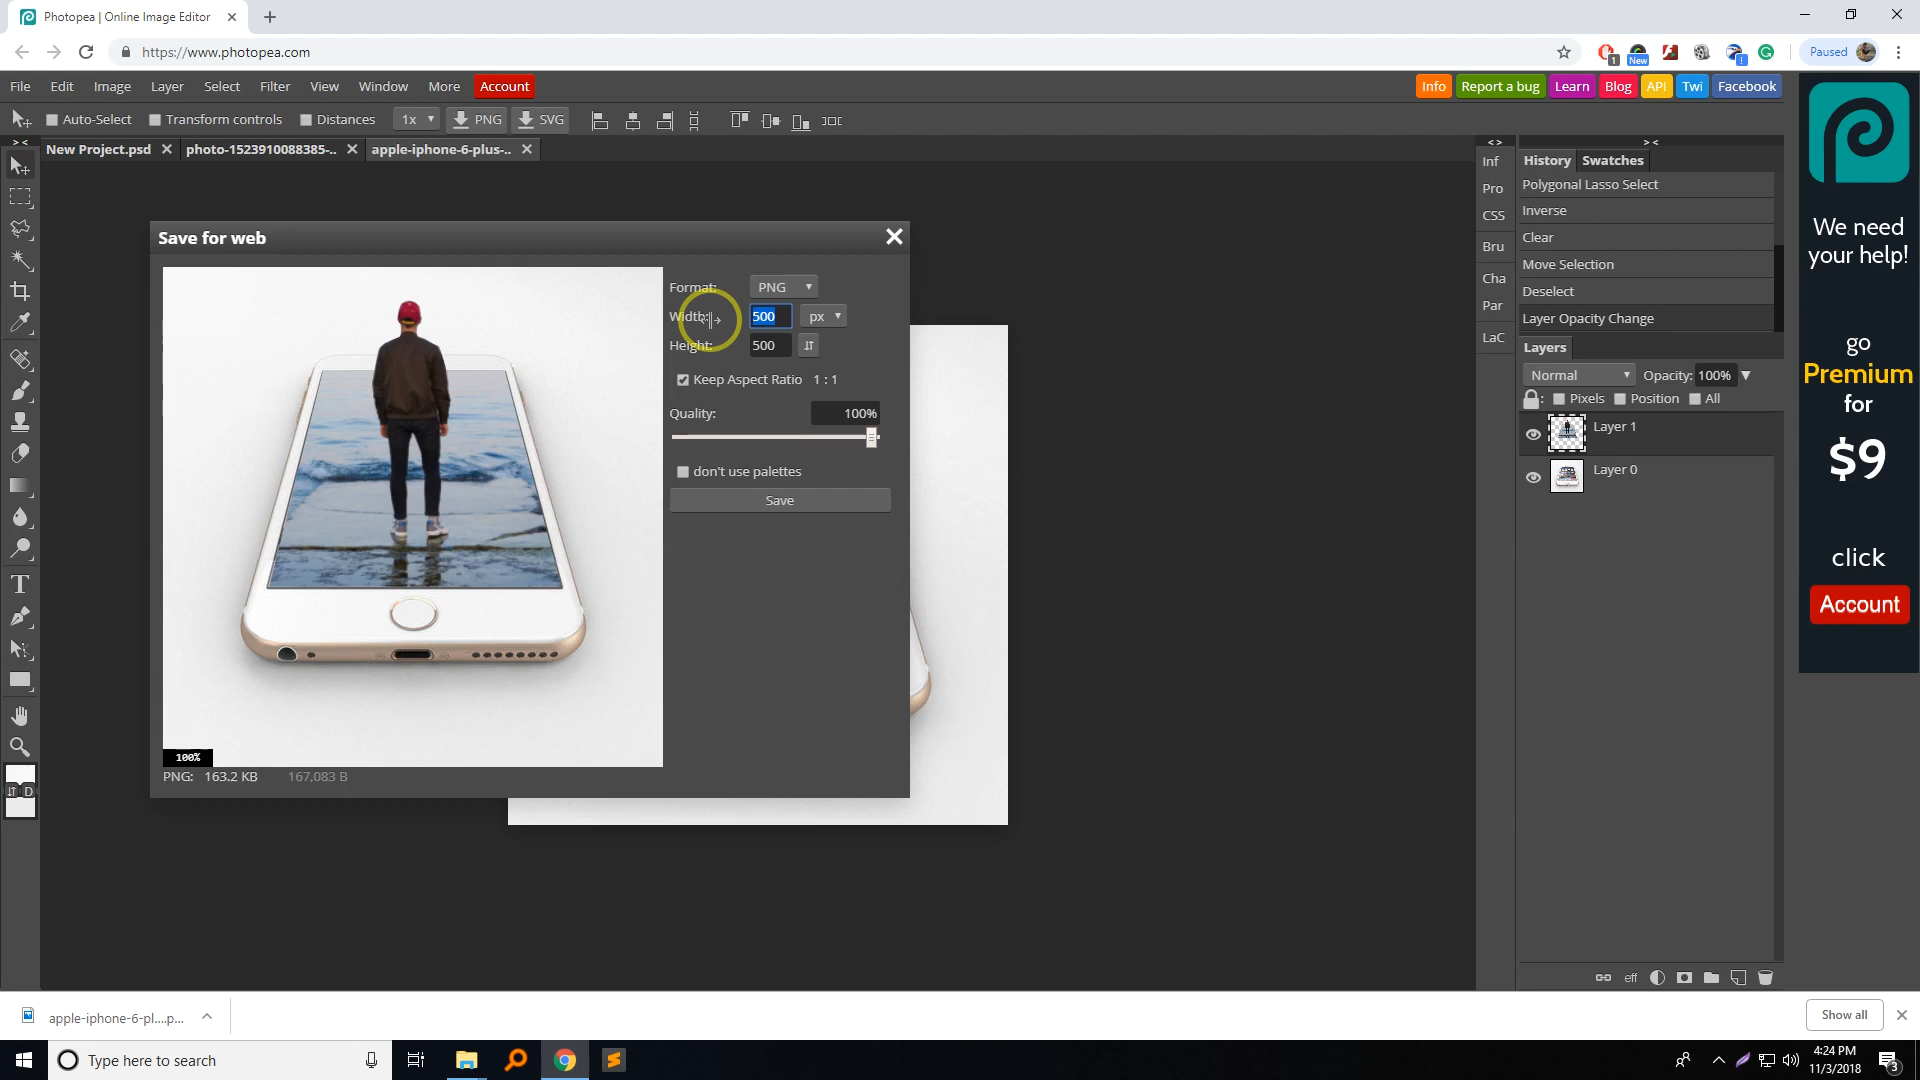 Photopea | Online Image Editor
https://www.photopea.com
1
New
!
Paused
File Edit Image Layer Select Filter View Window More Account
Info Report a bug Learn Blog API Twi Facebook
Auto-Select Transform controls Distances 1x PNG SVG
New Project.psd photo-1523910088385-.. apple-iphone-6-plus-..
Save for web
Format: PNG
Width: 500 px
Height: 500
Keep Aspect Ratio 1 : 1
Quality: 100%
don't use palettes
Save
100%
PNG: 163.2 KB 167,083 B
T
D
Inf
Pro
CSS
Bru
Cha
Par
LaC
History Swatches
Polygonal Lasso Select
Inverse
Clear
Move Selection
Deselect
Layer Opacity Change
Layers
Normal Opacity: 100%
: Pixels Position All
Layer 1
Layer 0
eff
We need
your help!
go
Premium
for
$9
click
Account
apple-iphone-6-pl....p...
Show all
Type here to search
4:24 PM
11/3/2018
3